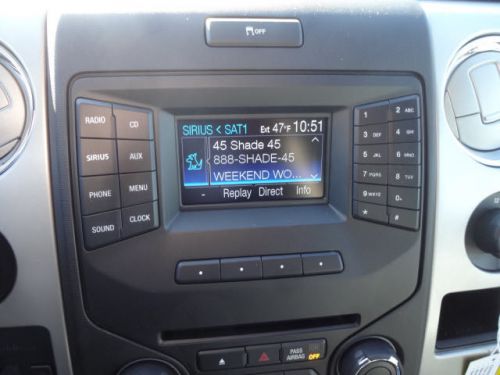 OFF
RADIO
CD
SIRIUS
AUX
PHONE
MENU
SOUND
CLOCK
SIRIUS < SAT1 Ext 47°F 10:51
45 Shade 45
888-SHADE-45
WEEKEND WO...
- Replay Direct Info
1
2 ABC
3 DEF
4 GHI
5 JKL
6 MNO
7 PQRS
8 TUV
9 WXYZ
0
*
#
PASS AIRBAG OFF